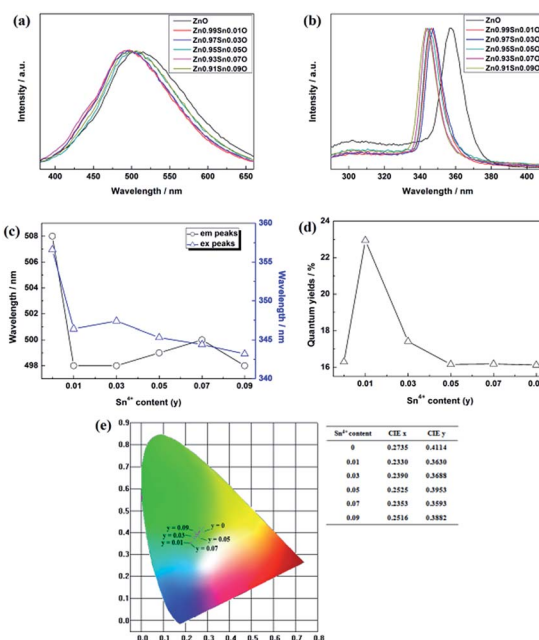 (a)
ZnO
Zn0.99Sn0.01O
Zn0.97Sn0.03O
Zn0.95Sn0.05O
Zn0.93Sn0.07O
Zn0.91Sn0.09O
Intensity / a.u.
400 450 500 550 600 650
Wavelength / nm
(b)
ZnO
Zn0.99Sn0.01O
Zn0.97Sn0.03O
Zn0.95Sn0.05O
Zn0.93Sn0.07O
Zn0.91Sn0.09O
Intensity / a.u.
300 320 340 360 380 400
Wavelength / nm
(c)
em peaks
ex peaks
508
506
504
502
500
498
Wavelength / nm
360
355
350
345
340
Wavelength / nm
0.01 0.03 0.05 0.07 0.09
Sn4+ content (y)
(d)
24
22
20
18
16
Quantum yields / %
0.01 0.03 0.05 0.07 0.09
Sn4+ content (y)
(e)
0.9
0.8
0.7
0.6
0.5
0.4
0.3
0.2
0.1
0.0
y = 0.09
y = 0
y = 0.03
y = 0.05
y = 0.01
y = 0.07
0.0 0.1 0.2 0.3 0.4 0.5 0.6 0.7 0.8
Sn4+ content CIE x CIE y
0 0.2735 0.4114
0.01 0.2330 0.3630
0.03 0.2390 0.3688
0.05 0.2525 0.3953
0.07 0.2353 0.3593
0.09 0.2516 0.3882